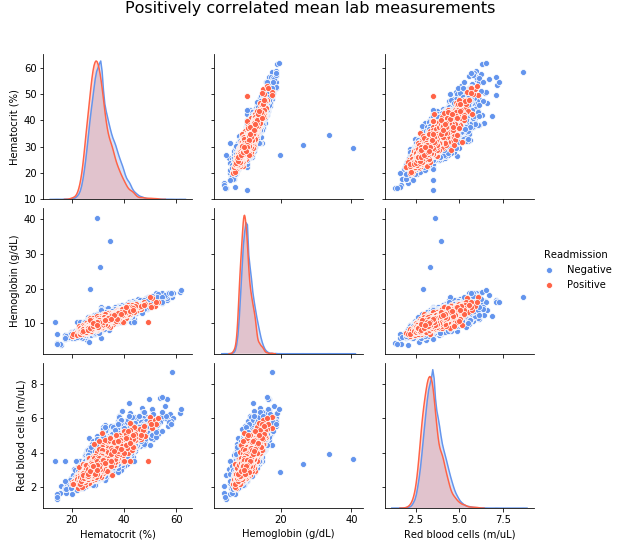 Positively correlated mean lab measurements
Hematocrit (%)
60
50
40
30
20
10
Hemoglobin (g/dL)
40
30
20
10
Readmission
Negative
Positive
Red blood cells (m/uL)
8
6
4
2
20 40 60
Hematocrit (%)
20 40
Hemoglobin (g/dL)
2.5 5.0 7.5
Red blood cells (m/uL)